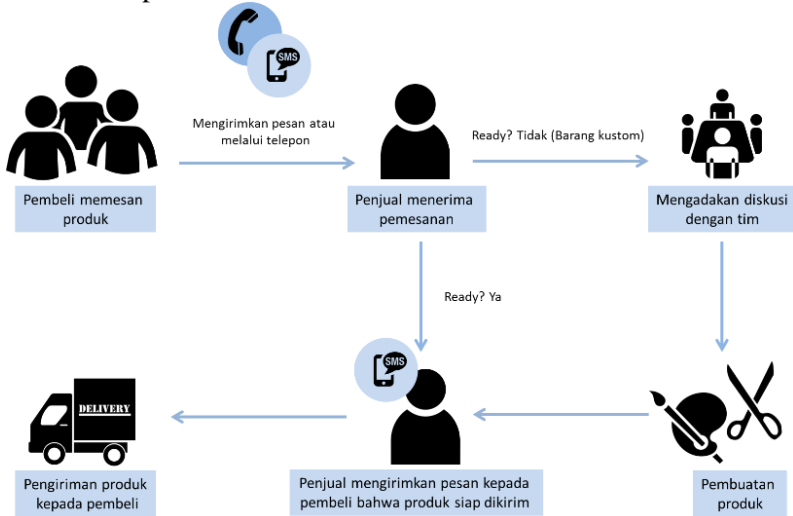 SMS
Mengirimkan pesan atau
melalui telepon
Ready? Tidak (Barang kustom)
Pembeli memesan
produk
Penjual menerima
pemesanan
Mengadakan diskusi
dengan tim
Ready? Ya
SMS
DELIVERY
Pengiriman produk
kepada pembeli
Penjual mengirimkan pesan kepada
pembeli bahwa produk siap dikirim
Pembuatan
produk